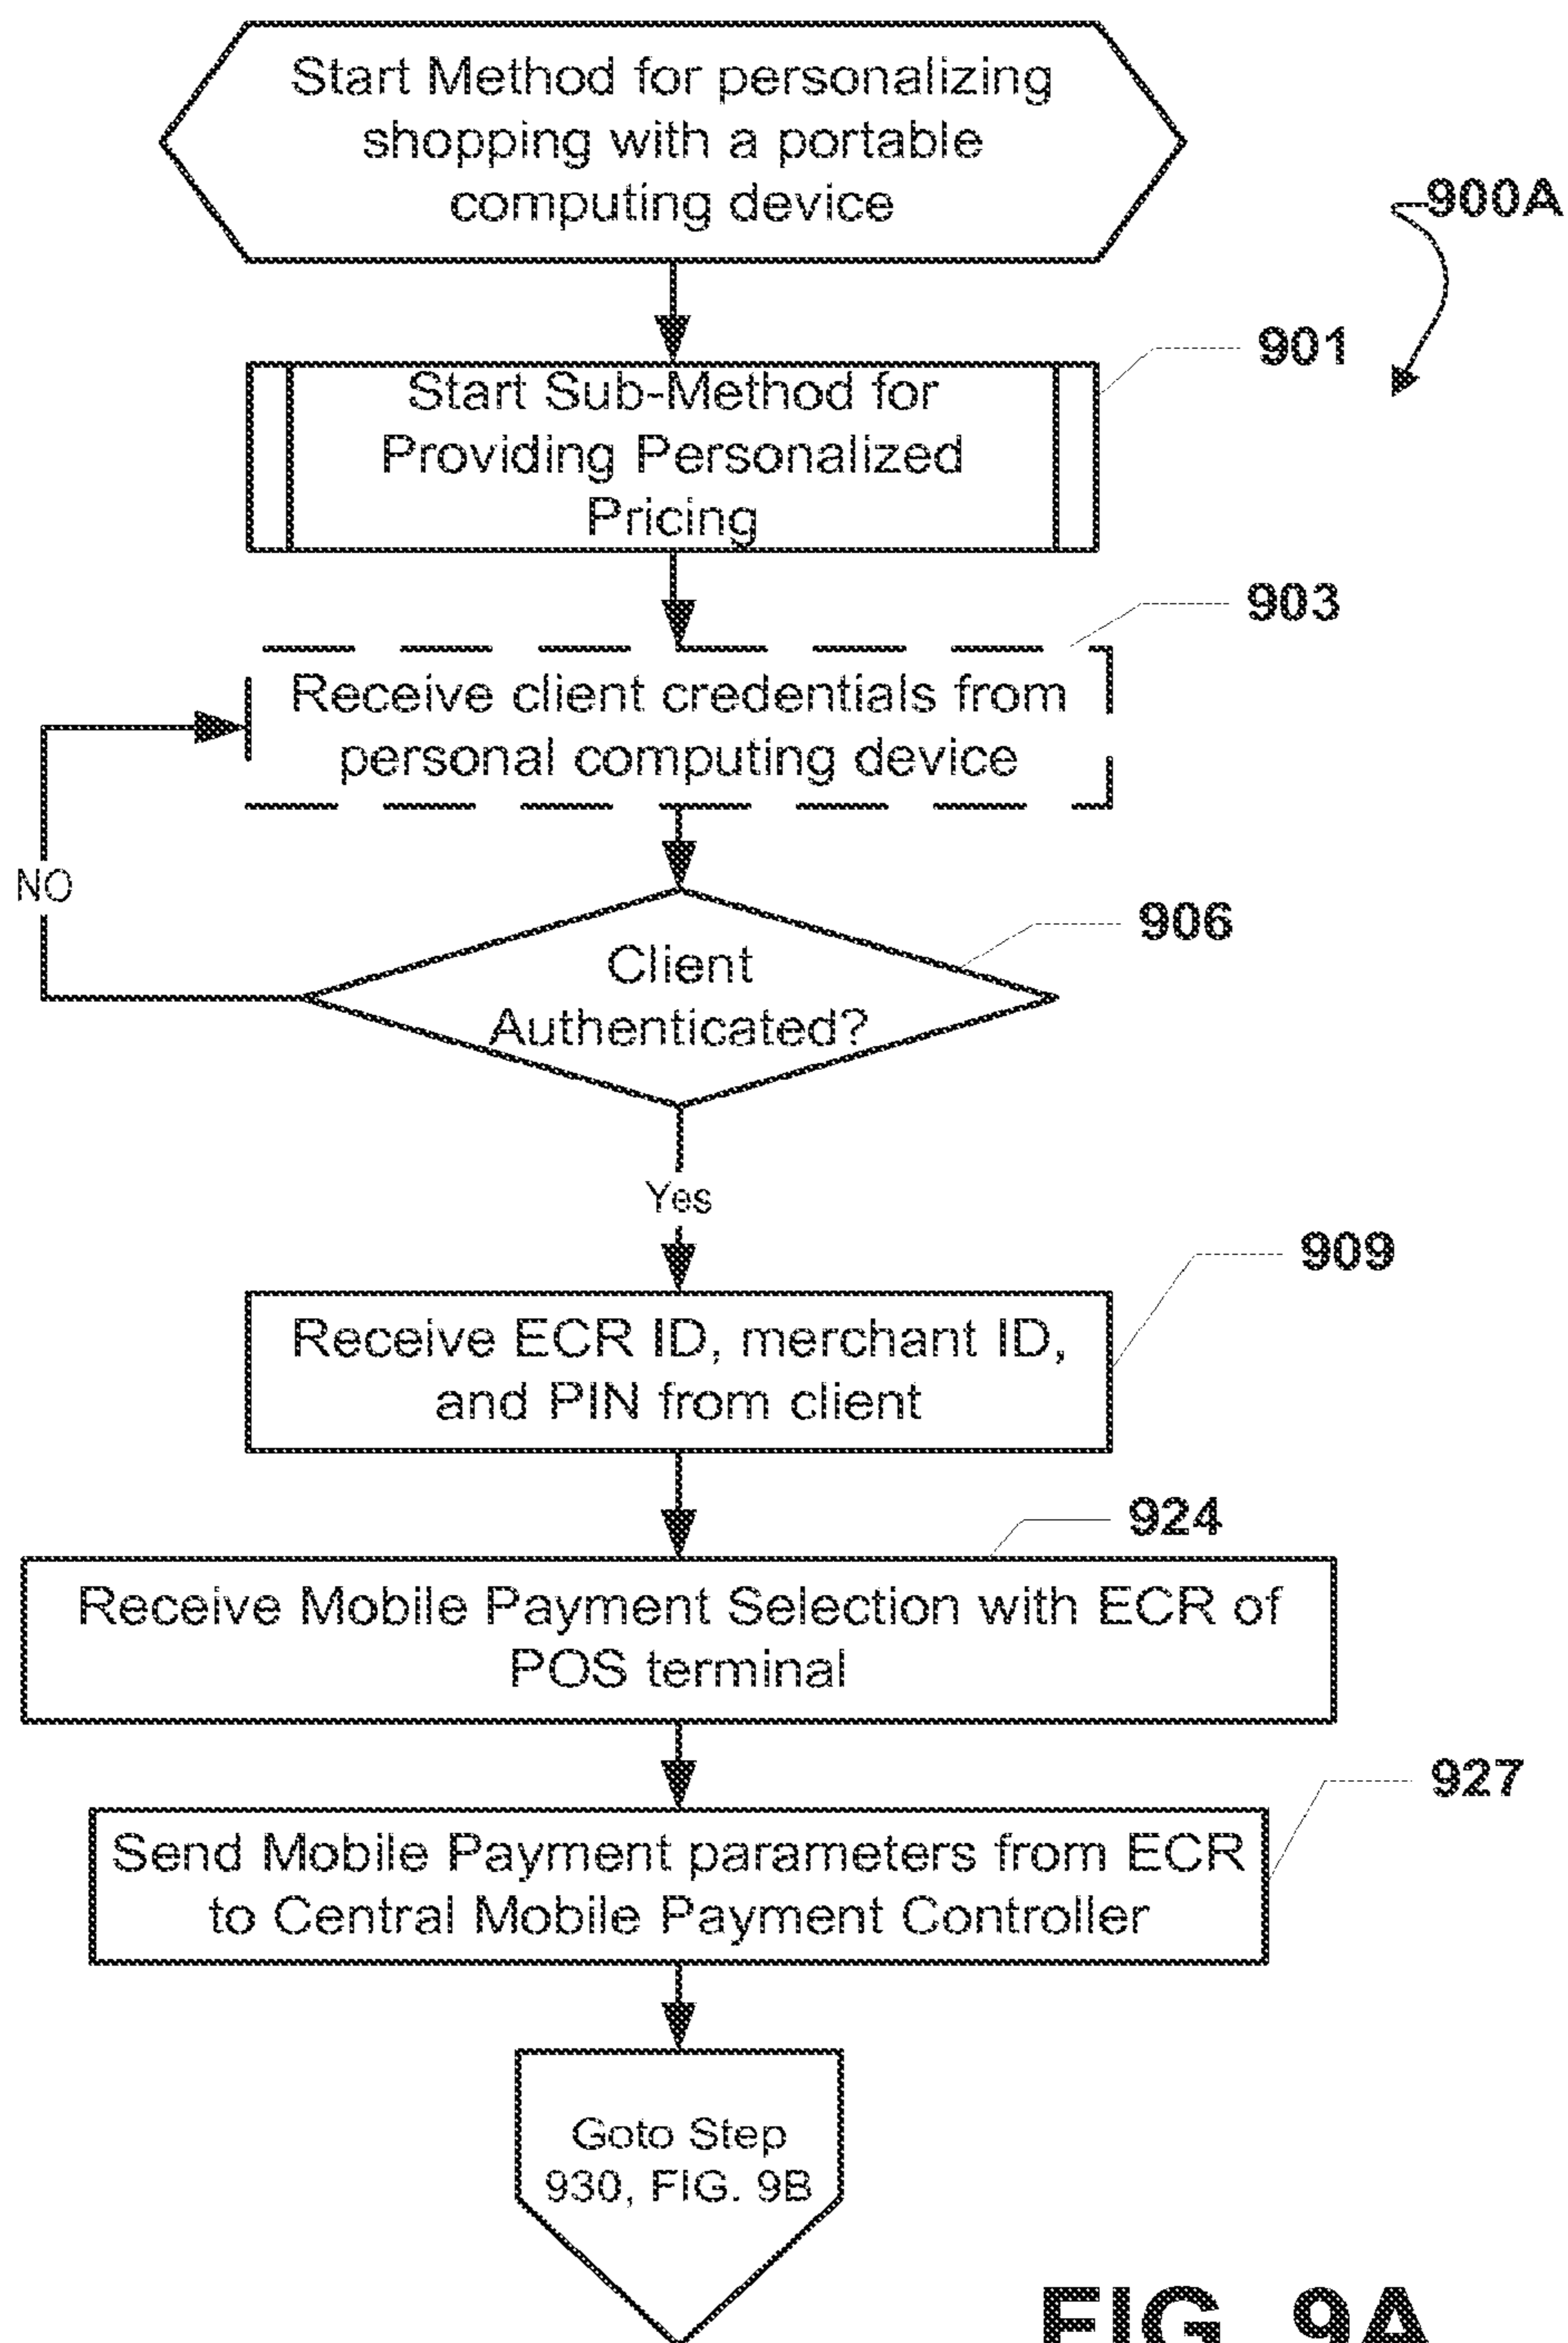 Start Method for personalizing
shopping with a portable
computing device
900A
901
Start Sub-Method for
Providing Personalized
Pricing
903
Receive client credentials from
personal computing device
NO
906
Client
Authenticated?
Yes
909
Receive ECR ID, merchant ID,
and PIN from client
924
Receive Mobile Payment Selection with ECR of
POS terminal
927
Send Mobile Payment parameters from ECR
to Central Mobile Payment Controller
Goto Step
930, FIG. 9B
FIG. 9A